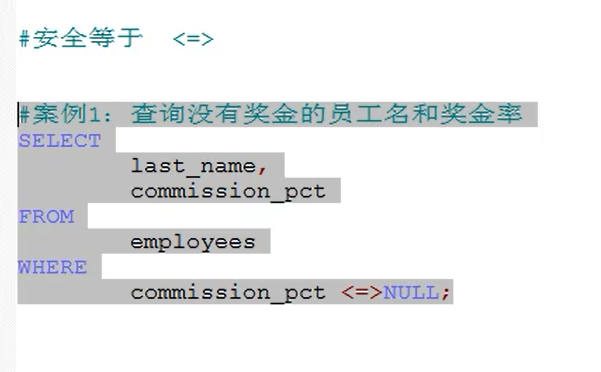 #安全等于  <=>
#案例1：查询没有奖金的员工名和奖金率
SELECT
last_name,
commission_pct
FROM
employees
WHERE
commission_pct <=>NULL;